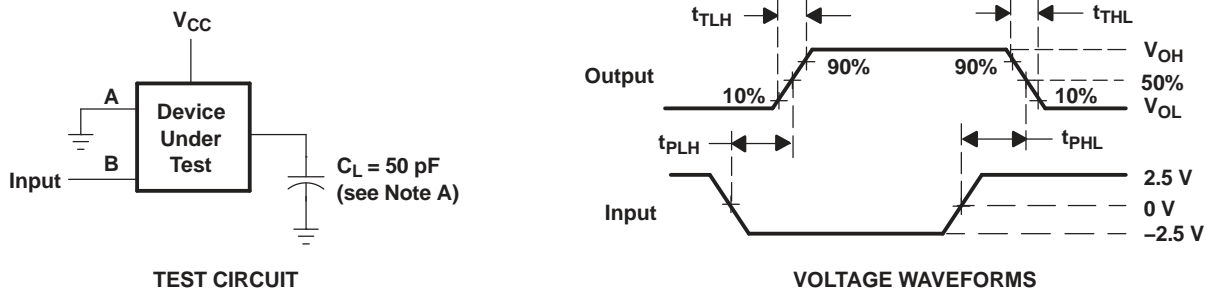 V_CC
A
B
Input
Device
Under
Test
C_L = 50 pF
(see Note A)
TEST CIRCUIT
t_TLH
t_THL
Output
10%
90%
90%
10%
V_OH
50%
V_OL
t_PLH
t_PHL
Input
2.5 V
0 V
–2.5 V
VOLTAGE WAVEFORMS